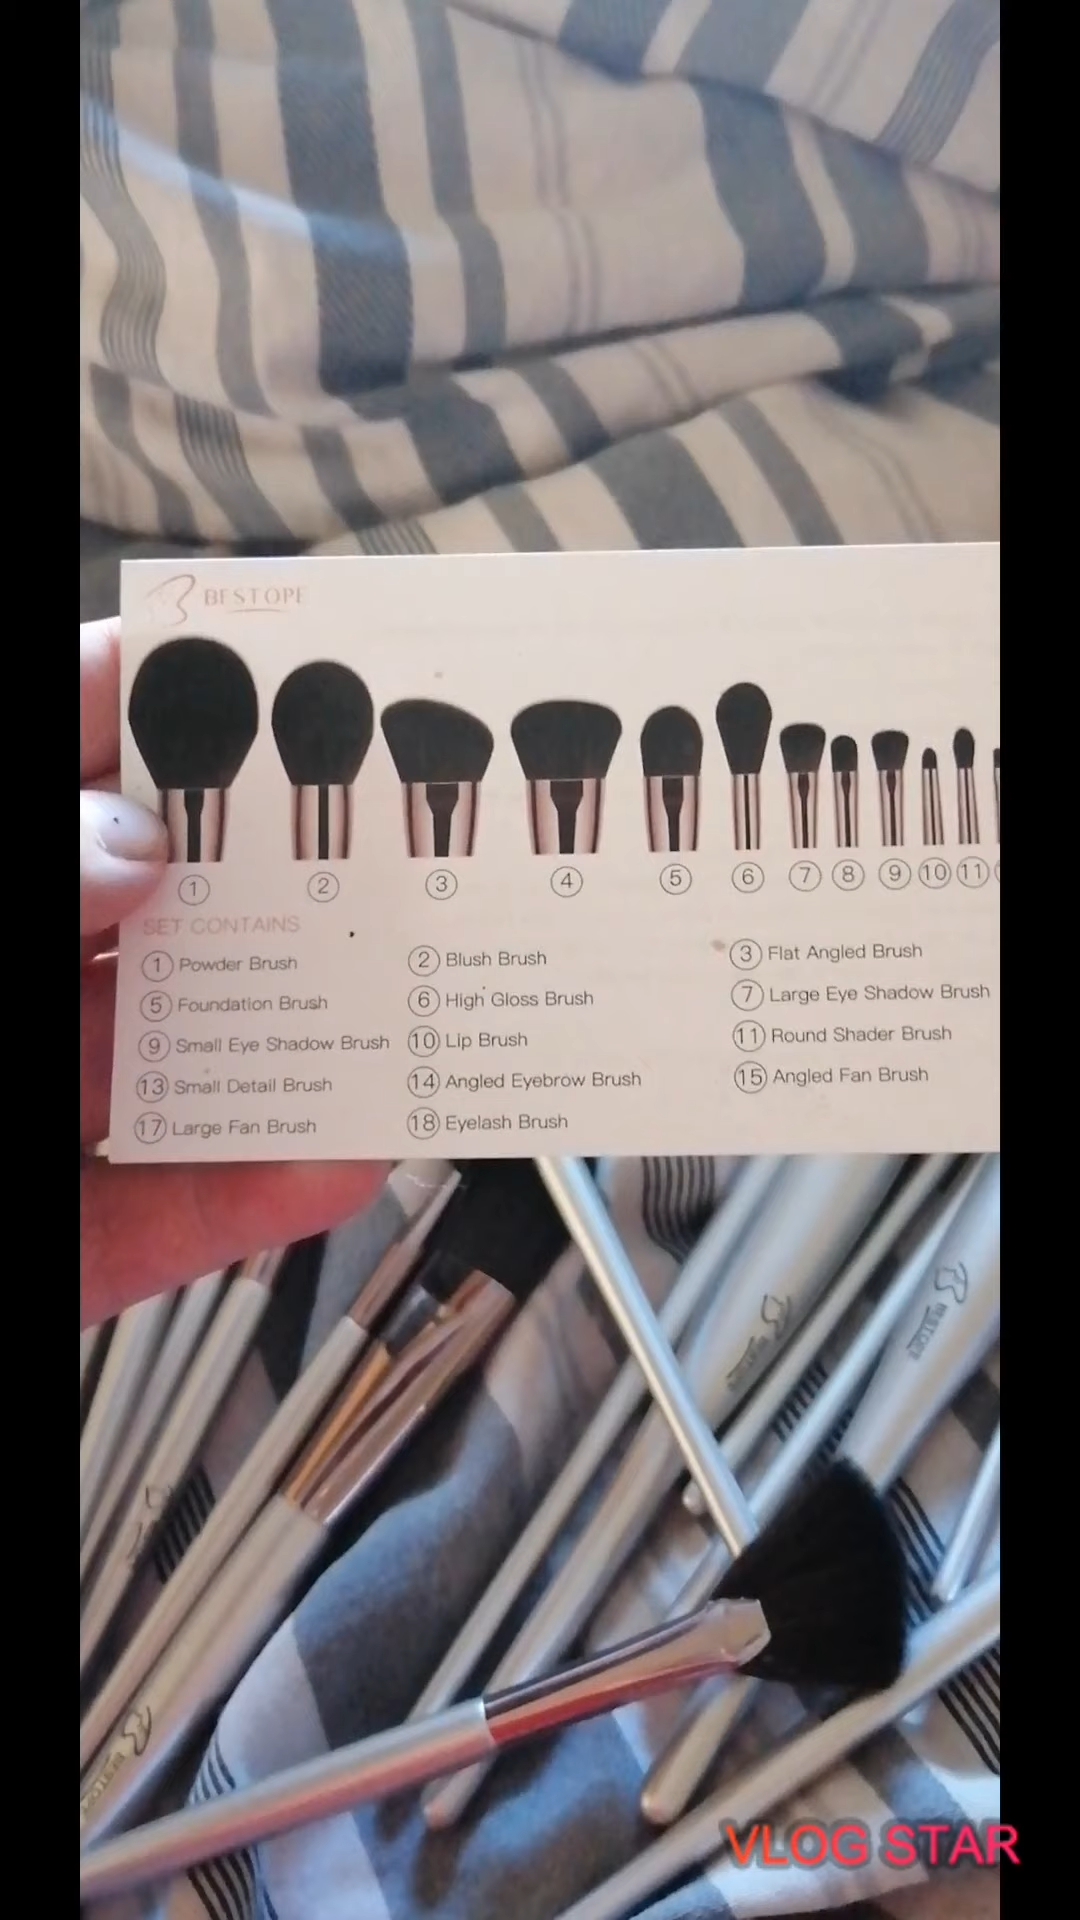 BESTOPE
1 2 3 4 5 6 7 8 9 10 11
SET CONTAINS
1 Powder Brush 2 Blush Brush 3 Flat Angled Brush
5 Foundation Brush 6 High Gloss Brush 7 Large Eye Shadow Brush
9 Small Eye Shadow Brush 10 Lip Brush 11 Round Shader Brush
13 Small Detail Brush 14 Angled Eyebrow Brush 15 Angled Fan Brush
17 Large Fan Brush 18 Eyelash Brush
BESTOPE
BESTOPE
BESTOPE
VLOG STAR